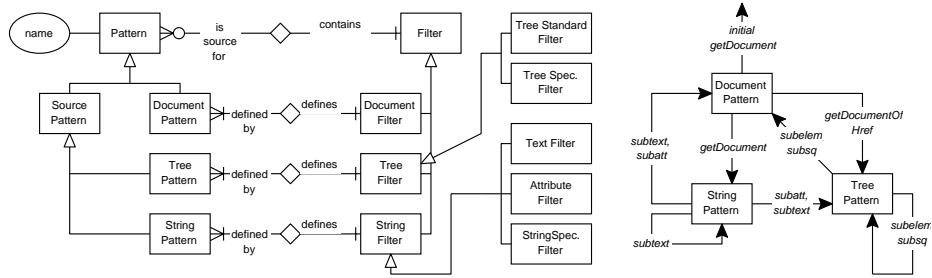 name
Pattern
is
source
for
contains
Filter
Source
Pattern
Document
Pattern
defined
by
defines
Document
Filter
Tree
Pattern
defined
by
defines
Tree
Filter
String
Pattern
defined
by
defines
String
Filter
Tree Standard
Filter
Tree Spec.
Filter
Text Filter
Attribute
Filter
StringSpec.
Filter
initial
getDocument
Document
Pattern
subtext,
subatt
getDocument
subelem
subsq
getDocumentOf
Href
String
Pattern
subatt,
subtext
Tree
Pattern
subtext
subelem
subsq